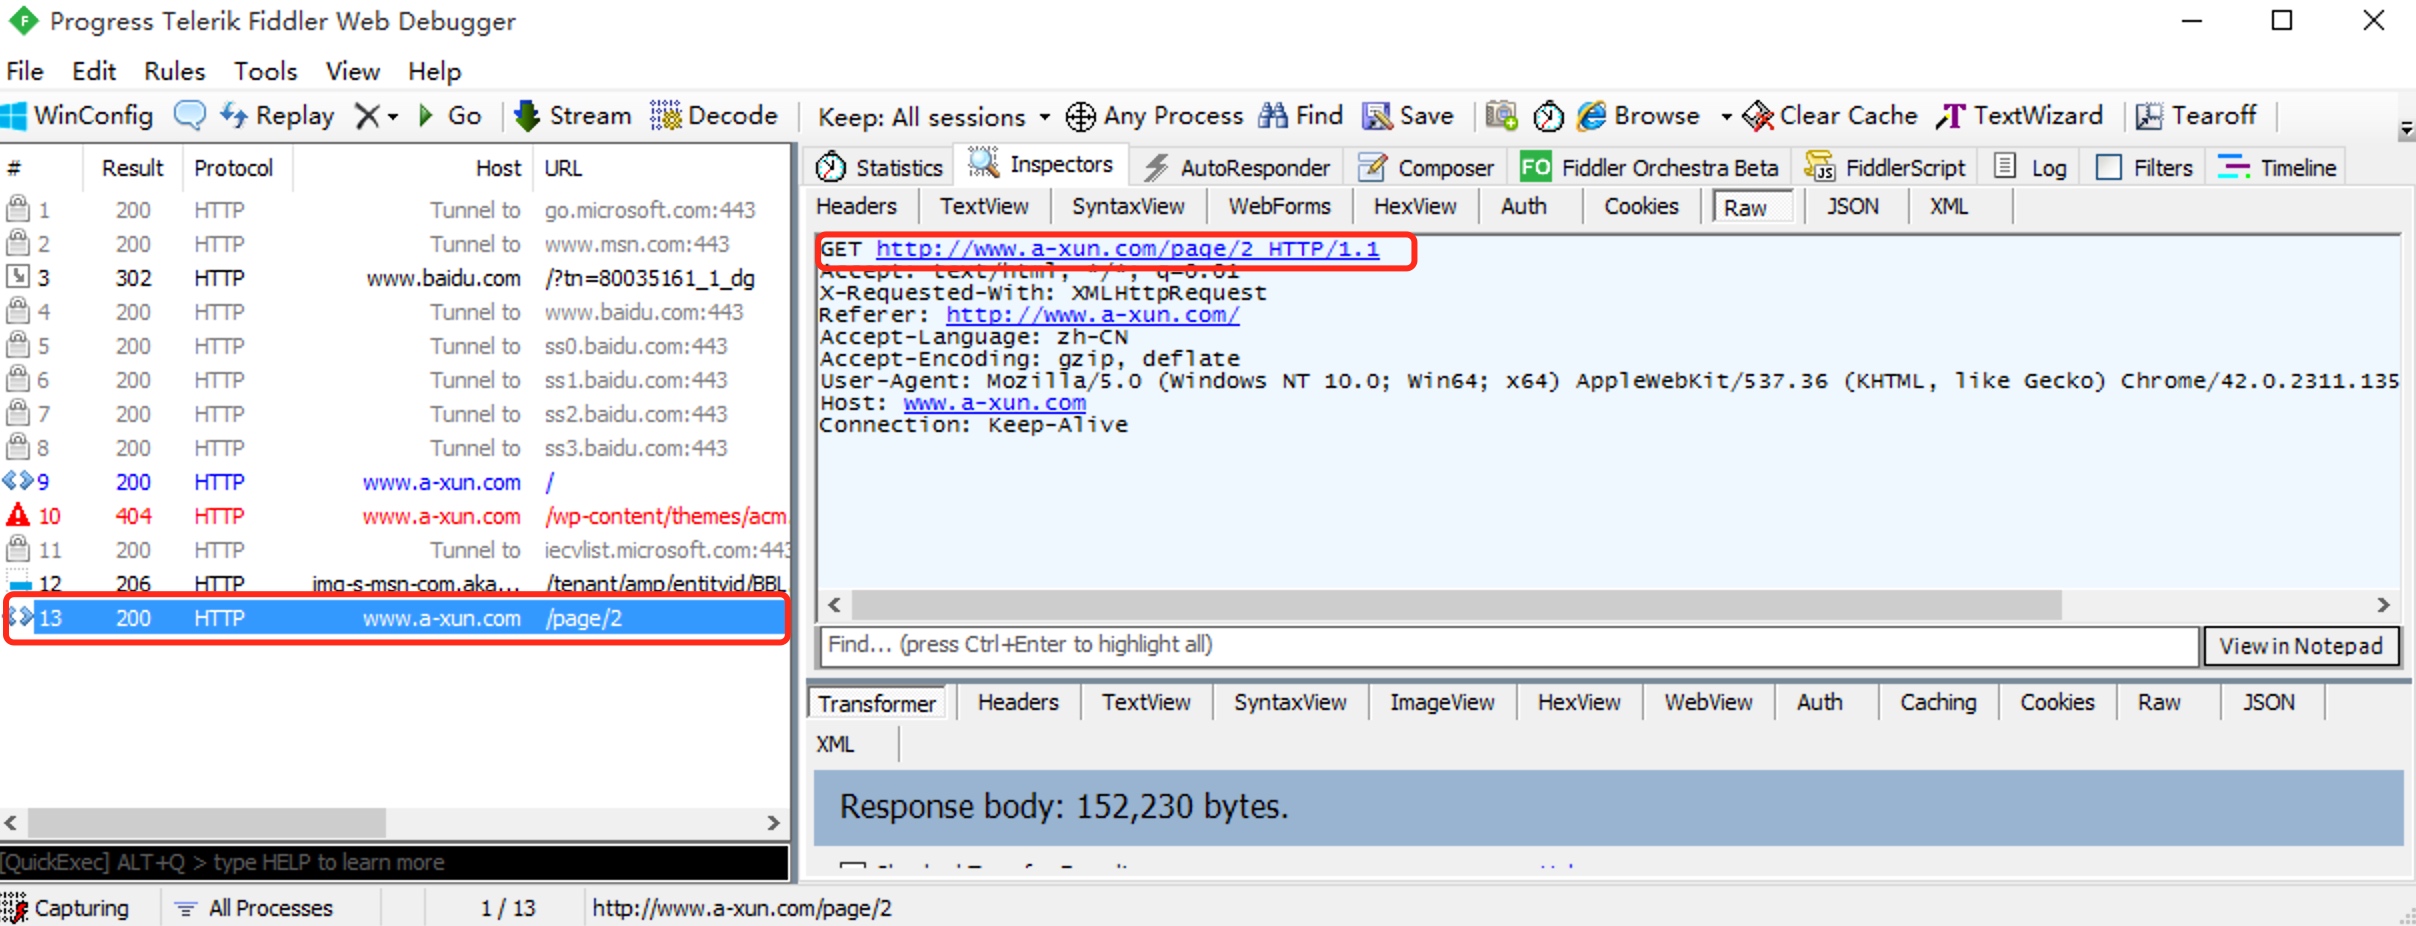 Progress Telerik Fiddler Web Debugger
File Edit Rules Tools View Help
WinConfig Replay Go Stream Decode Keep: All sessions Any Process Find Save Browse Clear Cache TextWizard Tearoff
# Result Protocol Host URL
1 200 HTTP Tunnel to go.microsoft.com:443
2 200 HTTP Tunnel to www.msn.com:443
3 302 HTTP www.baidu.com /?tn=80035161_1_dg
4 200 HTTP Tunnel to www.baidu.com:443
5 200 HTTP Tunnel to ss0.baidu.com:443
6 200 HTTP Tunnel to ss1.baidu.com:443
7 200 HTTP Tunnel to ss2.baidu.com:443
8 200 HTTP Tunnel to ss3.baidu.com:443
9 200 HTTP www.a-xun.com /
10 404 HTTP www.a-xun.com /wp-content/themes/acm.
11 200 HTTP Tunnel to iecvlist.microsoft.com:443
12 206 HTTP img-s-msn-com.aka... /tenant/amp/entityid/BBL
13 200 HTTP www.a-xun.com /page/2
[QuickExec] ALT+Q > type HELP to learn more
Capturing All Processes 1 / 13 http://www.a-xun.com/page/2
Statistics Inspectors AutoResponder Composer FO Fiddler Orchestra Beta FiddlerScript Log Filters Timeline
Headers TextView SyntaxView WebForms HexView Auth Cookies Raw JSON XML
GET http://www.a-xun.com/page/2 HTTP/1.1
Accept: text/html, */*; q=0.01
X-Requested-With: XMLHttpRequest
Referer: http://www.a-xun.com/
Accept-Language: zh-CN
Accept-Encoding: gzip, deflate
User-Agent: Mozilla/5.0 (Windows NT 10.0; Win64; x64) AppleWebKit/537.36 (KHTML, like Gecko) Chrome/42.0.2311.135
Host: www.a-xun.com
Connection: Keep-Alive
Find... (press Ctrl+Enter to highlight all) View in Notepad
Transformer Headers TextView SyntaxView ImageView HexView WebView Auth Caching Cookies Raw JSON
XML
Response body: 152,230 bytes.